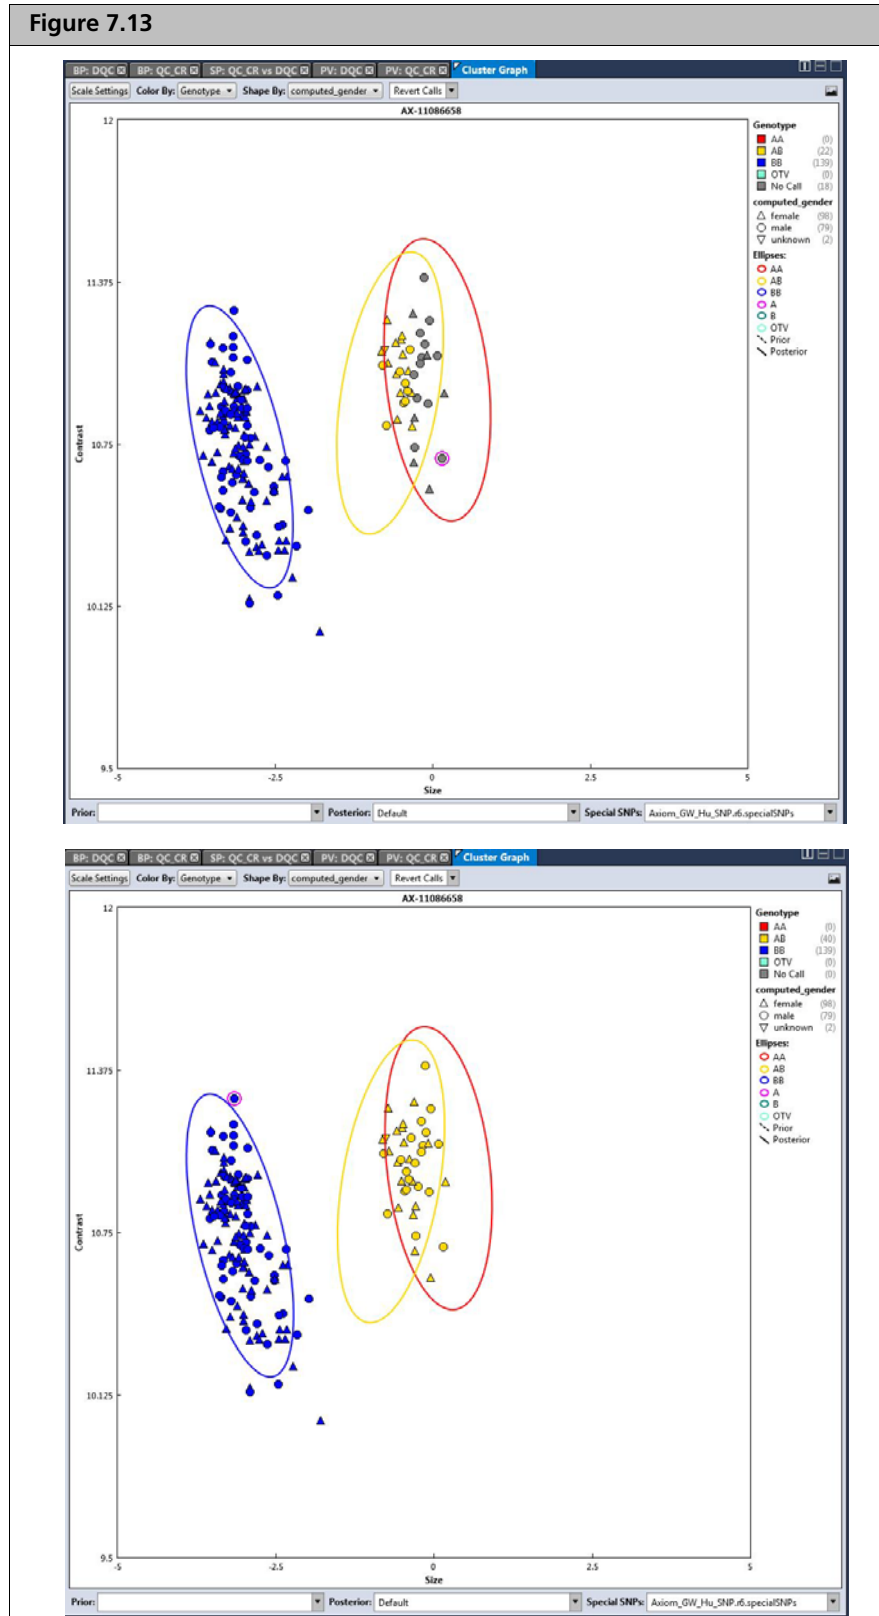 Figure 7.13
BP: DQC BP: QC_CR SP: QC_CR vs DQC PV: DQC PV: QC_CR Cluster Graph
Scale Settings Color By: Genotype Shape By: computed_gender Revert Calls
AX-11086658
12
11.375
10.75
10.125
9.5
Contrast
-5 -2.5 0 2.5 5
Size
Genotype
AA (0)
AB (22)
BB (139)
OTV (0)
No Call (18)
computed_gender
female (98)
male (79)
unknown (2)
Ellipses:
AA
AB
BB
A
B
OTV
Prior
Posterior
Prior: Posterior: Default Special SNPs: Axiom_GW_Hu_SNP.r6.specialSNPs
BP: DQC BP: QC_CR SP: QC_CR vs DQC PV: DQC PV: QC_CR Cluster Graph
Scale Settings Color By: Genotype Shape By: computed_gender Revert Calls
AX-11086658
12
11.375
10.75
10.125
9.5
Contrast
-5 -2.5 0 2.5 5
Size
Genotype
AA (0)
AB (40)
BB (139)
OTV (0)
No Call (0)
computed_gender
female (98)
male (79)
unknown (2)
Ellipses:
AA
AB
BB
A
B
OTV
Prior
Posterior
Prior: Posterior: Default Special SNPs: Axiom_GW_Hu_SNP.r6.specialSNPs